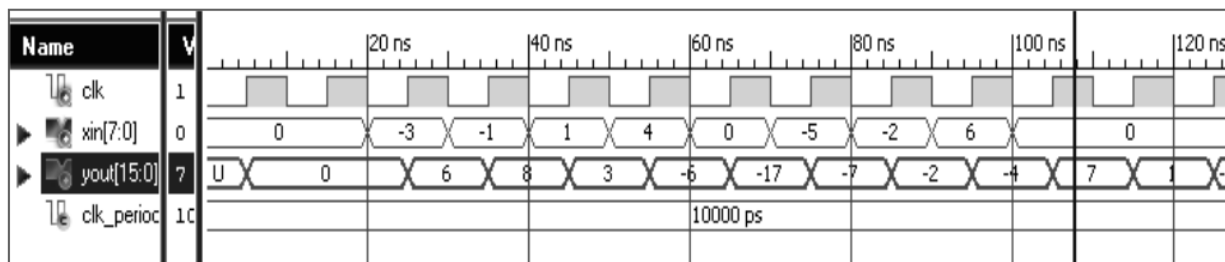 Name V 20 ns 40 ns 60 ns 80 ns 100 ns 120 ns
clk 1
xin[7:0] 0 0 -3 -1 1 4 0 -5 -2 6 0
yout[15:0] 7 U 0 6 8 3 -6 -17 -7 -2 -4 7 1
clk_period 10000 ps